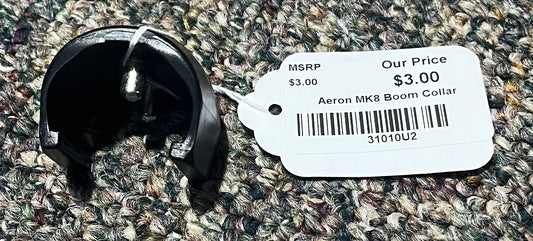 MSRP Our Price
$3.00 $3.00
Aeron MK8 Boom Collar
31010U2